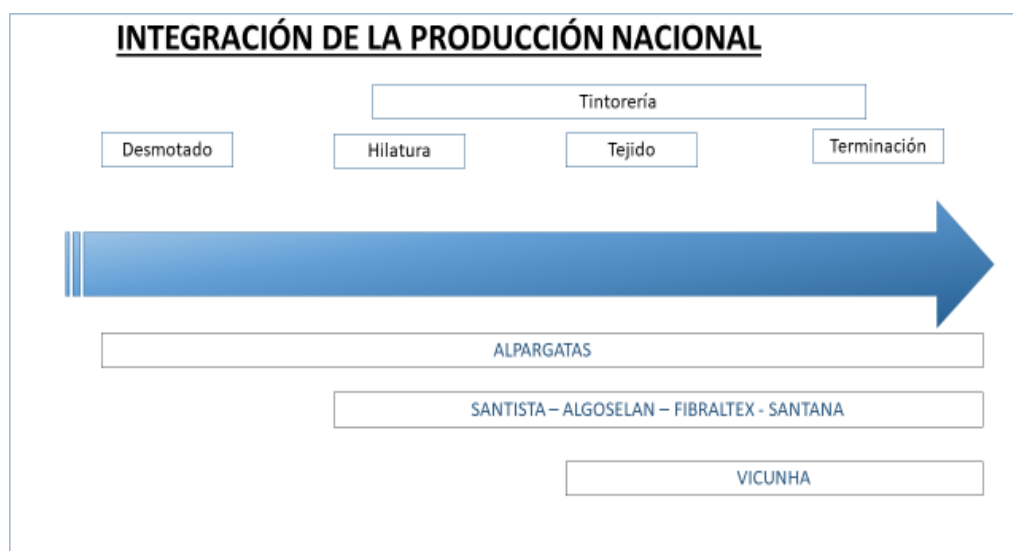 INTEGRACIÓN DE LA PRODUCCIÓN NACIONAL
Tintorería
Desmotado
Hilatura
Tejido
Terminación
ALPARGATAS
SANTISTA – ALGOSELAN – FIBRALTEX - SANTANA
VICUNHA